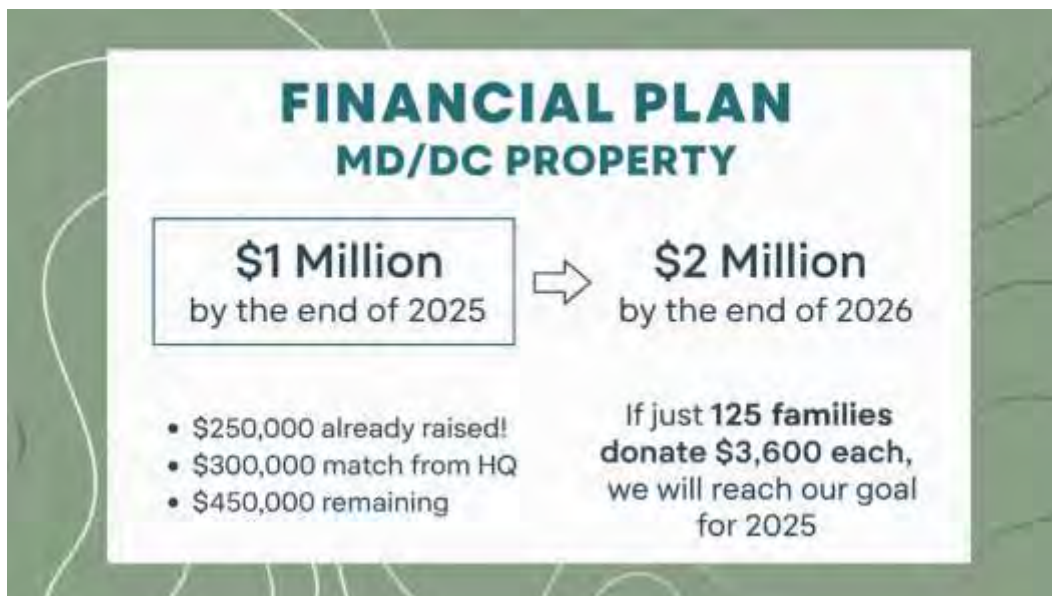 FINANCIAL PLAN
MD/DC PROPERTY
$1 Million
by the end of 2025
$2 Million
by the end of 2026
• $250,000 already raised!
• $300,000 match from HQ
• $450,000 remaining
If just 125 families
donate $3,600 each,
we will reach our goal
for 2025